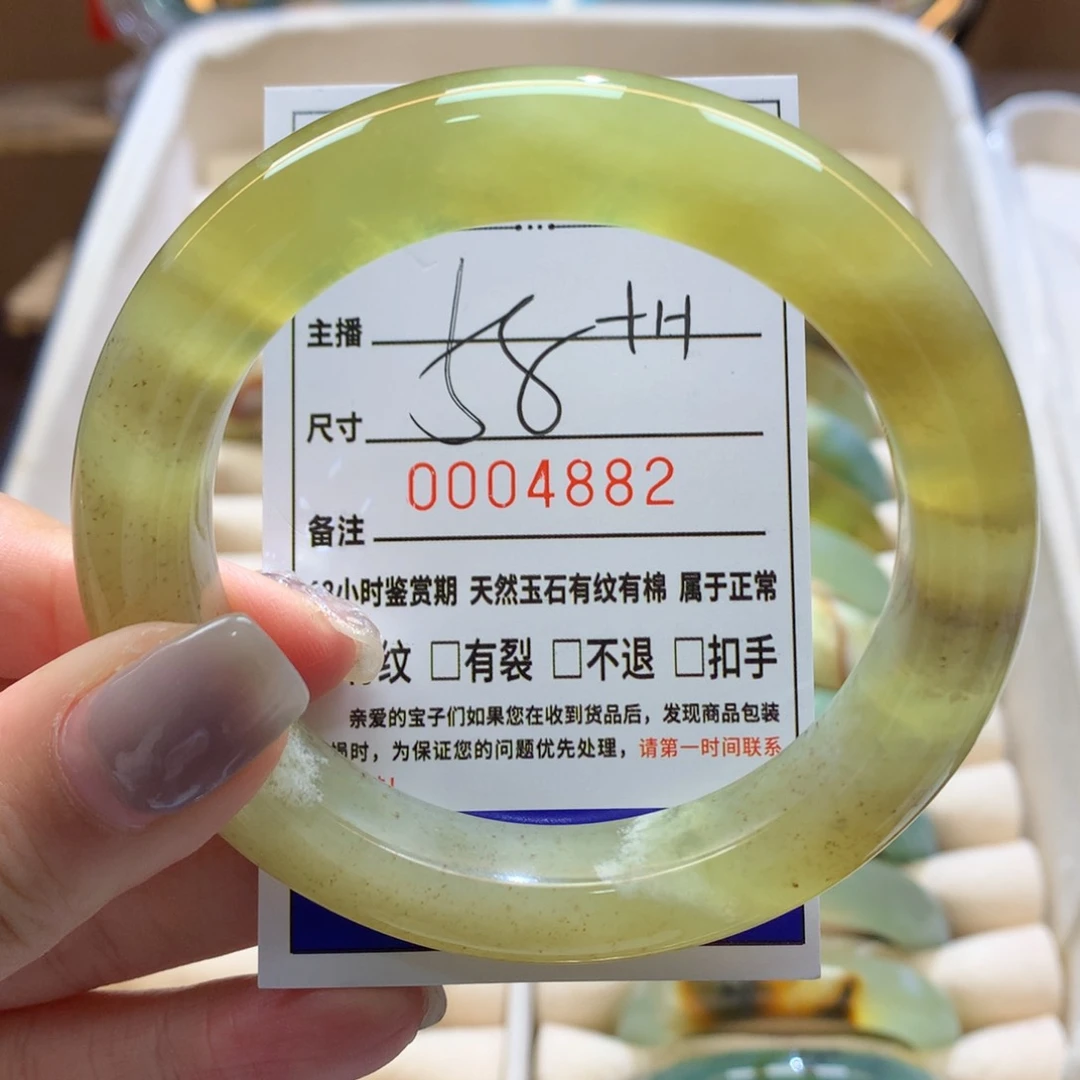 主播
58
尺寸
0004882
备注
小时鉴赏期 天然玉石有纹有棉 属于正常
纹 □有裂 □不退 □扣手
亲爱的宝子们如果您在收到货品后，发现商品包装
损时，为保证您的问题优先处理，请第一时间联系